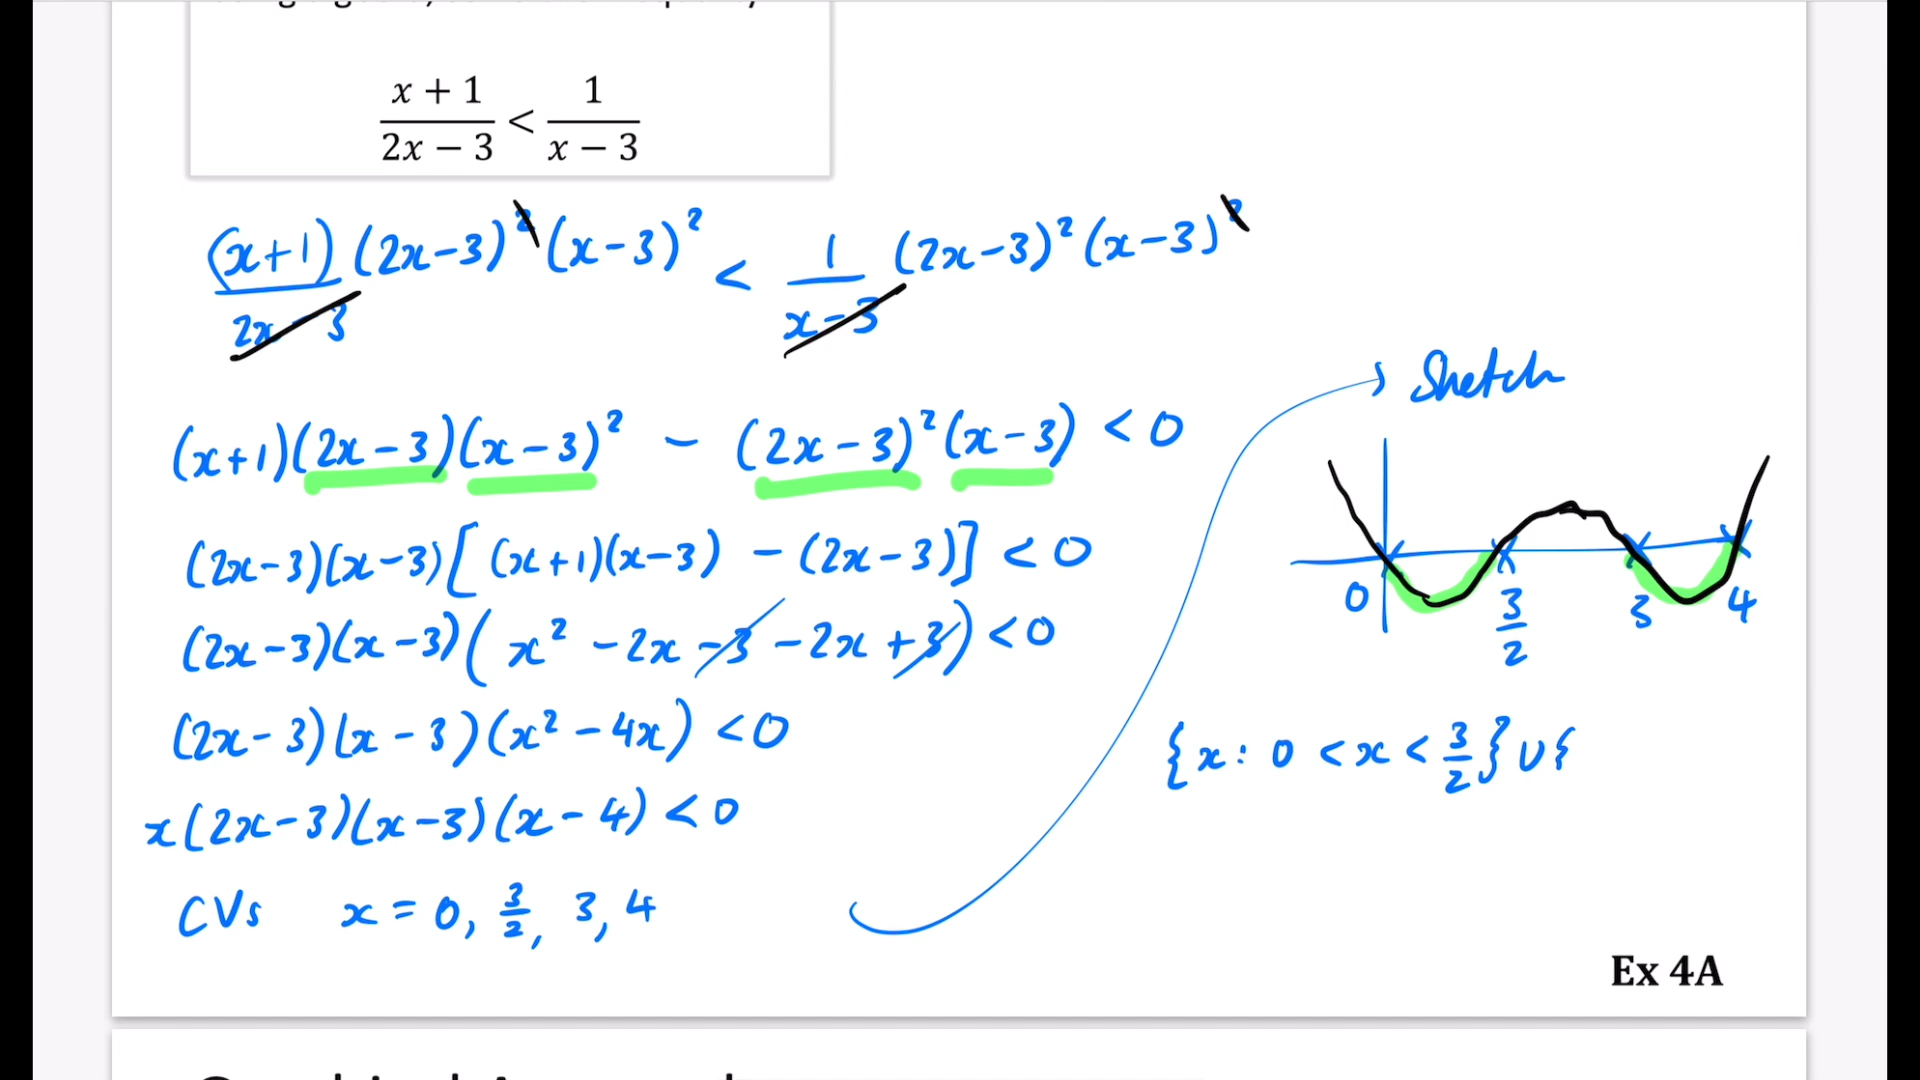 x + 1 / 2x − 3 < 1 / x − 3
(x+1)/(2x−3) (2x−3)² (x−3)² < 1/(x−3) (2x−3)² (x−3)²
Sketch
(x+1)(2x−3)(x−3)² − (2x−3)²(x−3) < 0
(2x−3)(x−3)[(x+1)(x−3) − (2x−3)] < 0
0 3/2 3 4
(2x−3)(x−3)(x² − 2x −3 − 2x +3) < 0
(2x−3)(x−3)(x² − 4x) < 0
{x: 0 < x < 3/2} ∪ {
x(2x−3)(x−3)(x−4) < 0
CVs x = 0, 3/2, 3, 4
Ex 4A